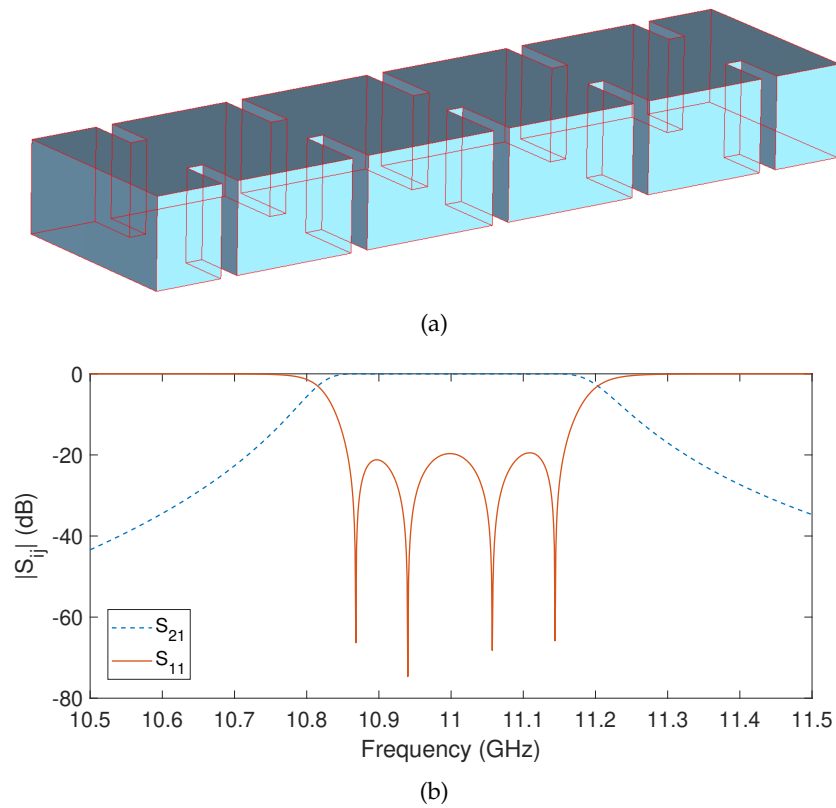 (a)
0
-20
-40
-60
-80
|S_ij| (dB)
S_21
S_11
10.5 10.6 10.7 10.8 10.9 11 11.1 11.2 11.3 11.4 11.5
Frequency (GHz)
(b)